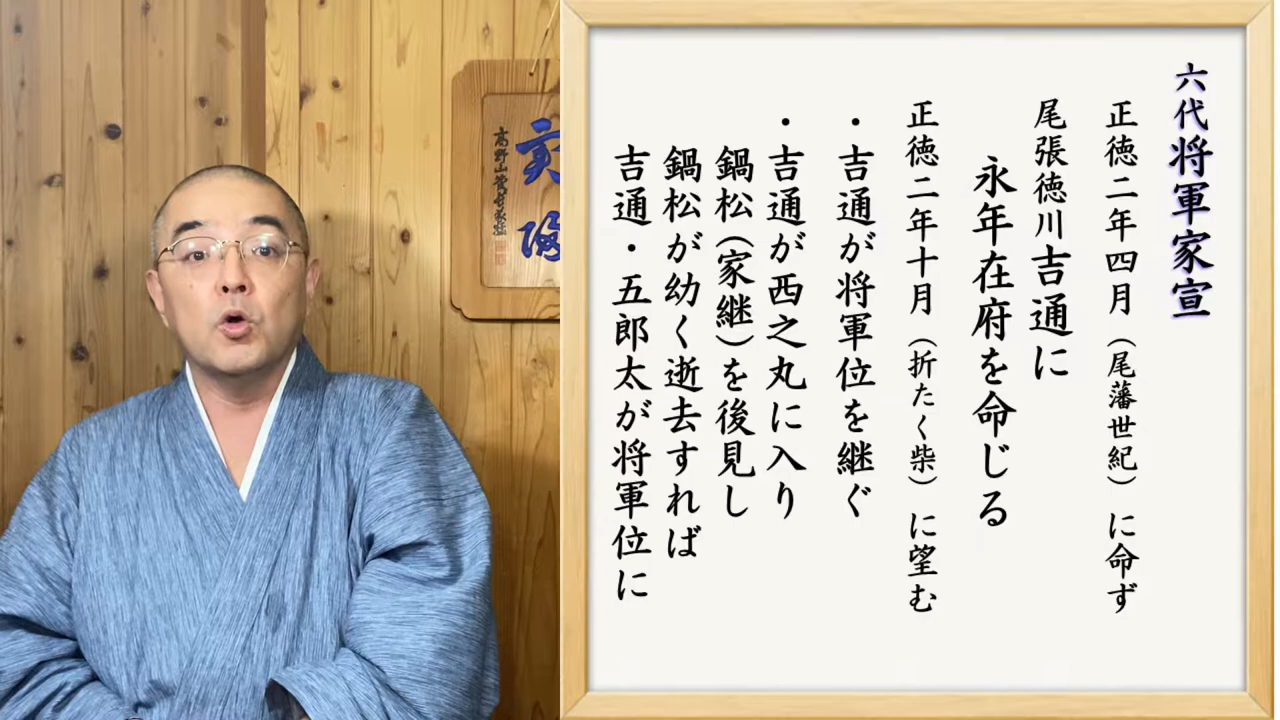 六代将軍家宣
正徳二年四月（尾藩世紀）に命ず
尾張徳川吉通に
永年在府を命じる
正徳二年十月（折たく柴）に望む
・吉通が将軍位を継ぐ
・吉通が西之丸に入り
鍋松（家継）を後見し
鍋松が幼く逝去すれば
吉通・五郎太が将軍位に
高野山